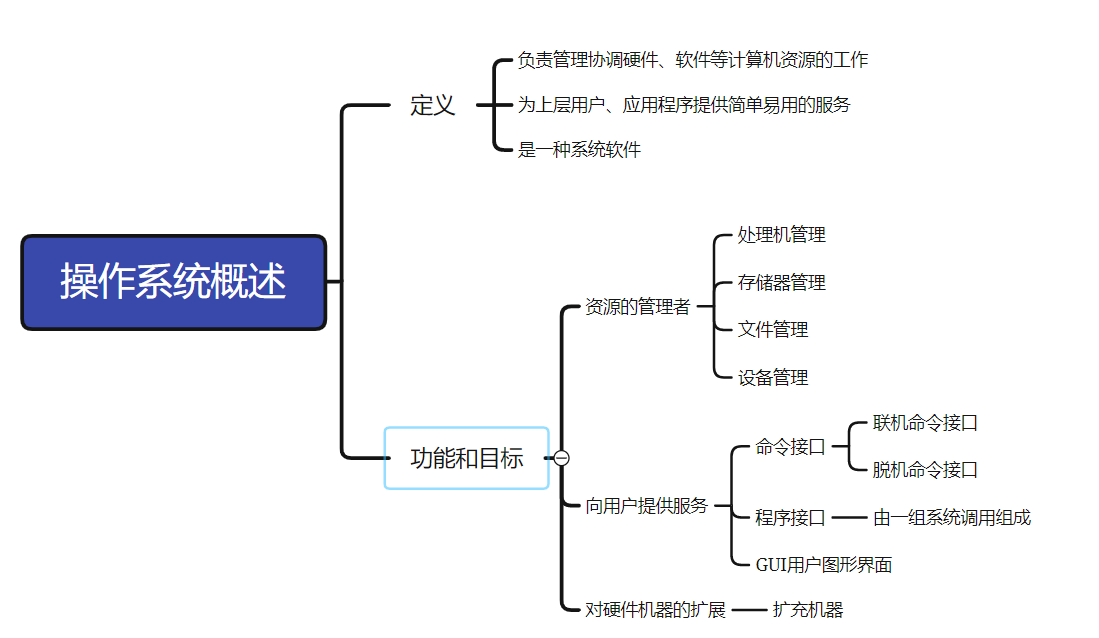 操作系统概述
定义
负责管理协调硬件、软件等计算机资源的工作
为上层用户、应用程序提供简单易用的服务
是一种系统软件
功能和目标
资源的管理者
处理机管理
存储器管理
文件管理
设备管理
向用户提供服务
命令接口
联机命令接口
脱机命令接口
程序接口
由一组系统调用组成
GUI用户图形界面
对硬件机器的扩展
扩充机器